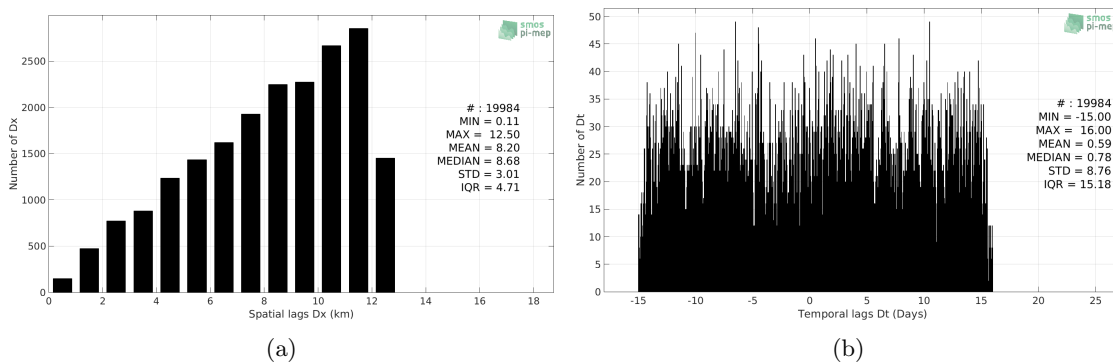 smos
pi-mep
2500
2000
1500
1000
500
0
Number of Dx
# : 19984
MIN = 0.11
MAX = 12.50
MEAN = 8.20
MEDIAN = 8.68
STD = 3.01
IQR = 4.71
0 2 4 6 8 10 12 14 16 18
Spatial lags Dx (km)
(a)
smos
pi-mep
50
45
40
35
30
25
20
15
10
5
0
Number of Dt
# : 19984
MIN = -15.00
MAX = 16.00
MEAN = 0.59
MEDIAN = 0.78
STD = 8.76
IQR = 15.18
-15 -10 -5 0 5 10 15 20 25
Temporal lags Dt (Days)
(b)